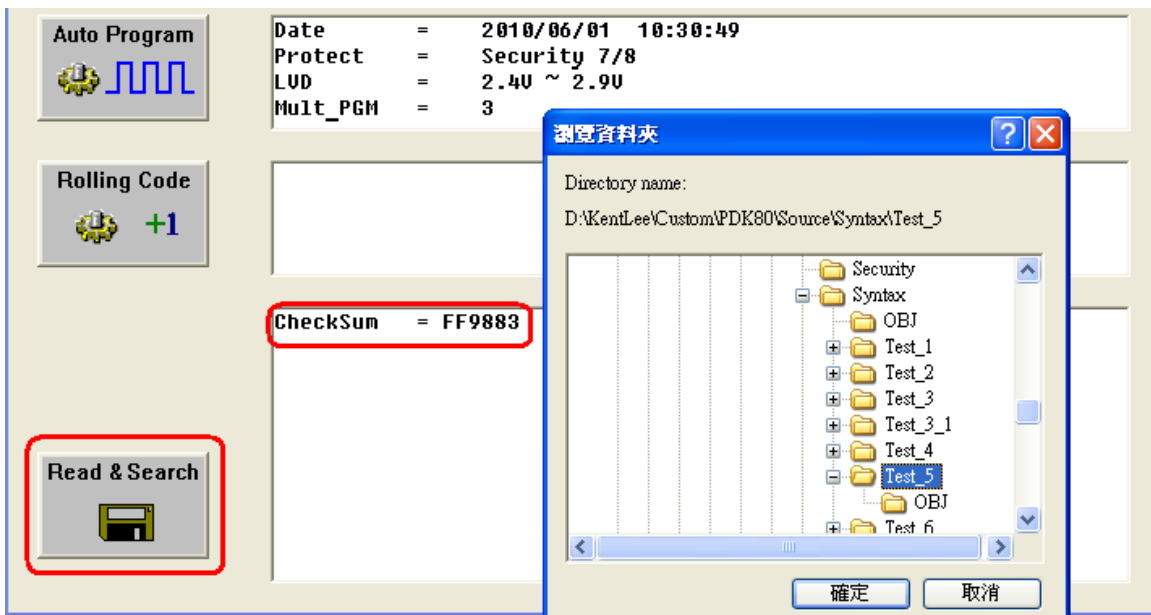 Auto Program
Date = 2010/06/01 10:30:49
Protect = Security 7/8
LVD = 2.4V ~ 2.9V
Mult_PGM = 3
瀏覽資料夾
Directory name:
D:\KentLee\Custom\PDK80\Source\Syntax\Test_5
Rolling Code
+1
Security
Syntax
OBJ
Test_1
Test_2
Test_3
Test_3_1
Test_4
Test_5
OBJ
Test_6
CheckSum = FF9883
Read & Search
確定
取消